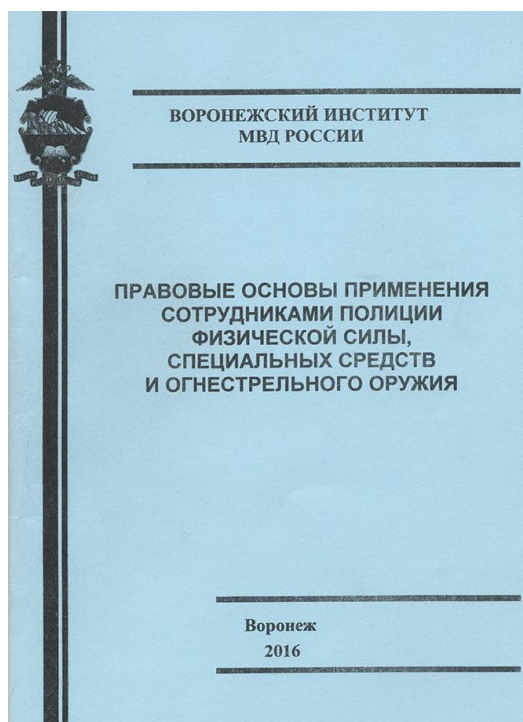 ВОРОНЕЖСКИЙ ИНСТИТУТ
МВД РОССИИ
ПРАВОВЫЕ ОСНОВЫ ПРИМЕНЕНИЯ
СОТРУДНИКАМИ ПОЛИЦИИ
ФИЗИЧЕСКОЙ СИЛЫ,
СПЕЦИАЛЬНЫХ СРЕДСТВ
И ОГНЕСТРЕЛЬНОГО ОРУЖИЯ
Воронеж
2016